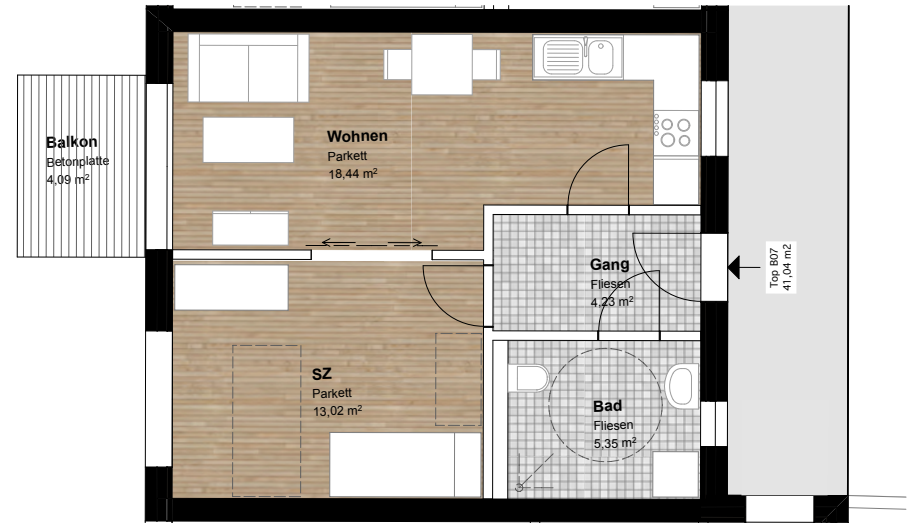 Balkon
Betonplatte
4,09 m²
Wohnen
Parkett
18,44 m²
Gang
Fliesen
4,23 m²
Top B07
41,04 m2
SZ
Parkett
13,02 m²
Bad
Fliesen
5,35 m²